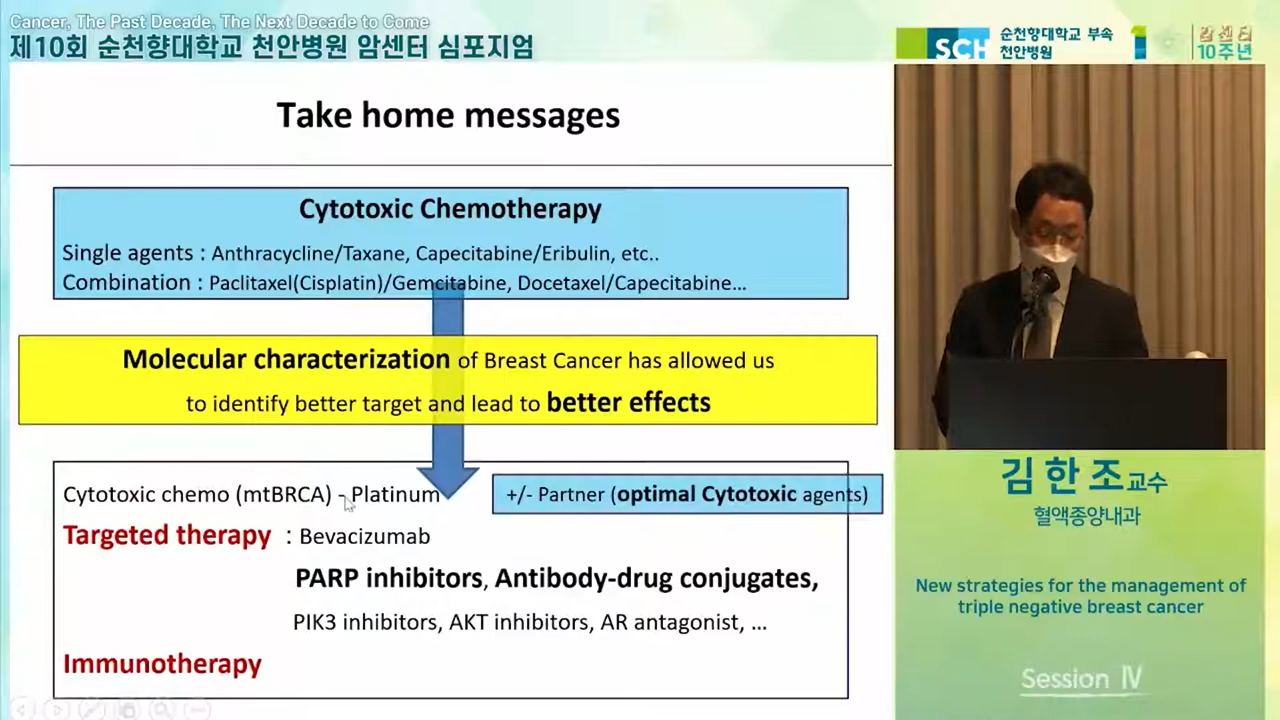 Cancer, The Past Decade, The Next Decade to Come
제10회 순천향대학교 천안병원 암센터 심포지엄
SCH 순천향대학교 부속
천안병원
암센터
10주년
Take home messages
Cytotoxic Chemotherapy
Single agents : Anthracycline/Taxane, Capecitabine/Eribulin, etc..
Combination : Paclitaxel(Cisplatin)/Gemcitabine, Docetaxel/Capecitabine...
Molecular characterization of Breast Cancer has allowed us
to identify better target and lead to better effects
Cytotoxic chemo (mtBRCA) - Platinum
+/- Partner (optimal Cytotoxic agents)
Targeted therapy : Bevacizumab
PARP inhibitors, Antibody-drug conjugates,
PIK3 inhibitors, AKT inhibitors, AR antagonist, ...
Immunotherapy
김한조교수
혈액종양내과
New strategies for the management of
triple negative breast cancer
Session Ⅳ